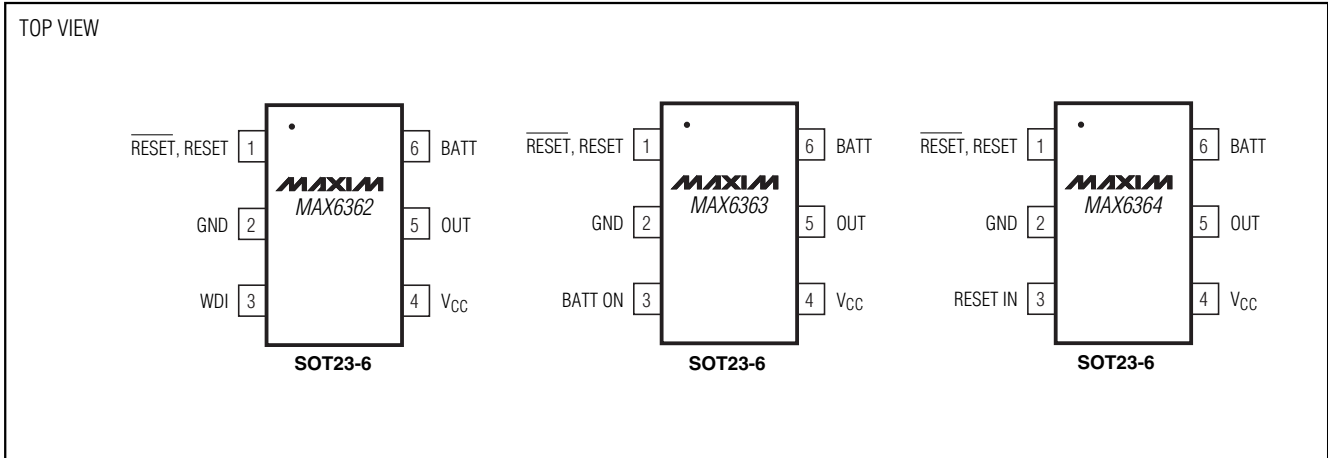 TOP VIEW
RESET, RESET 1
6 BATT
MAXIM
MAX6362
GND 2
5 OUT
WDI 3
4 VCC
SOT23-6
RESET, RESET 1
6 BATT
MAXIM
MAX6363
GND 2
5 OUT
BATT ON 3
4 VCC
SOT23-6
RESET, RESET 1
6 BATT
MAXIM
MAX6364
GND 2
5 OUT
RESET IN 3
4 VCC
SOT23-6